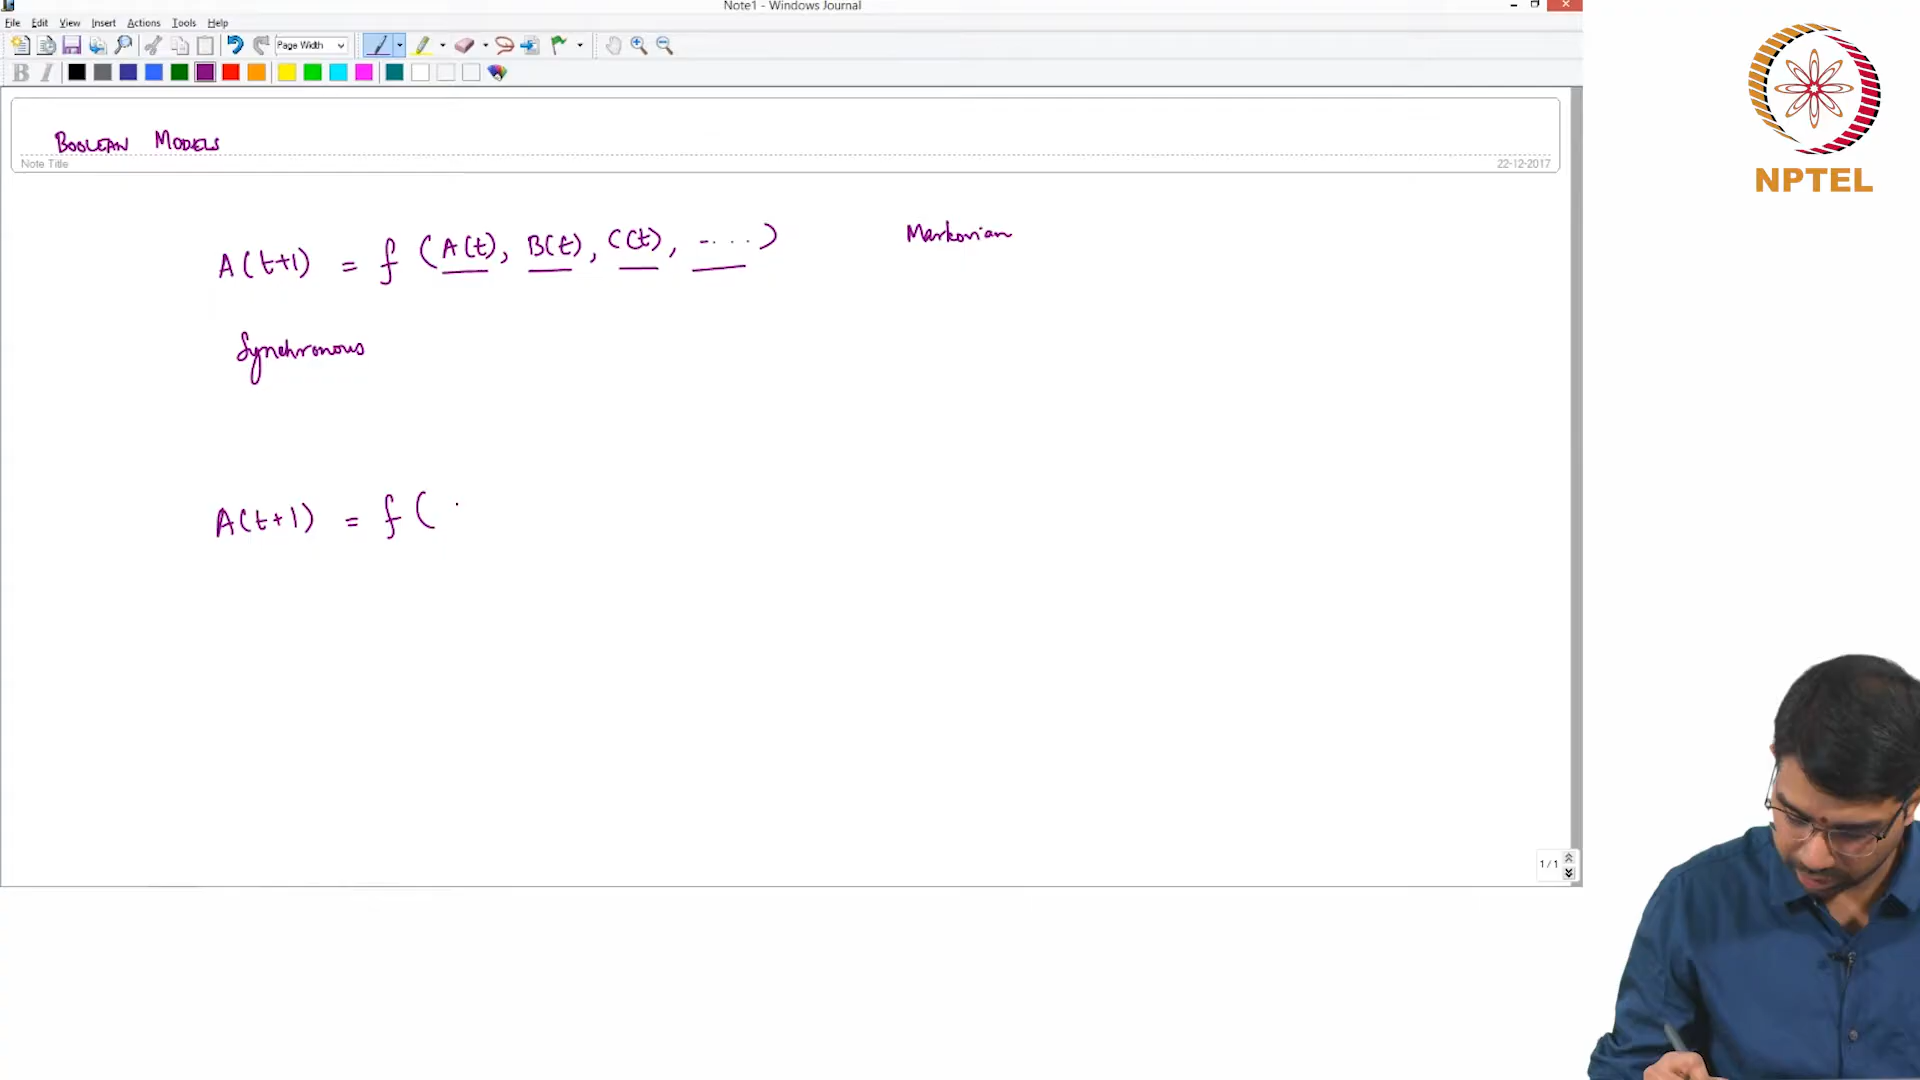 Note1 - Windows Journal
File Edit View Insert Actions Tools Help
Page Width
B I
BOOLEAN MODELS
Note Title
22-12-2017
NPTEL
A(t+1) = f (A(t), B(t), C(t), -....)
Markovian
Synchronous
A(t+1) = f ( .
1 / 1